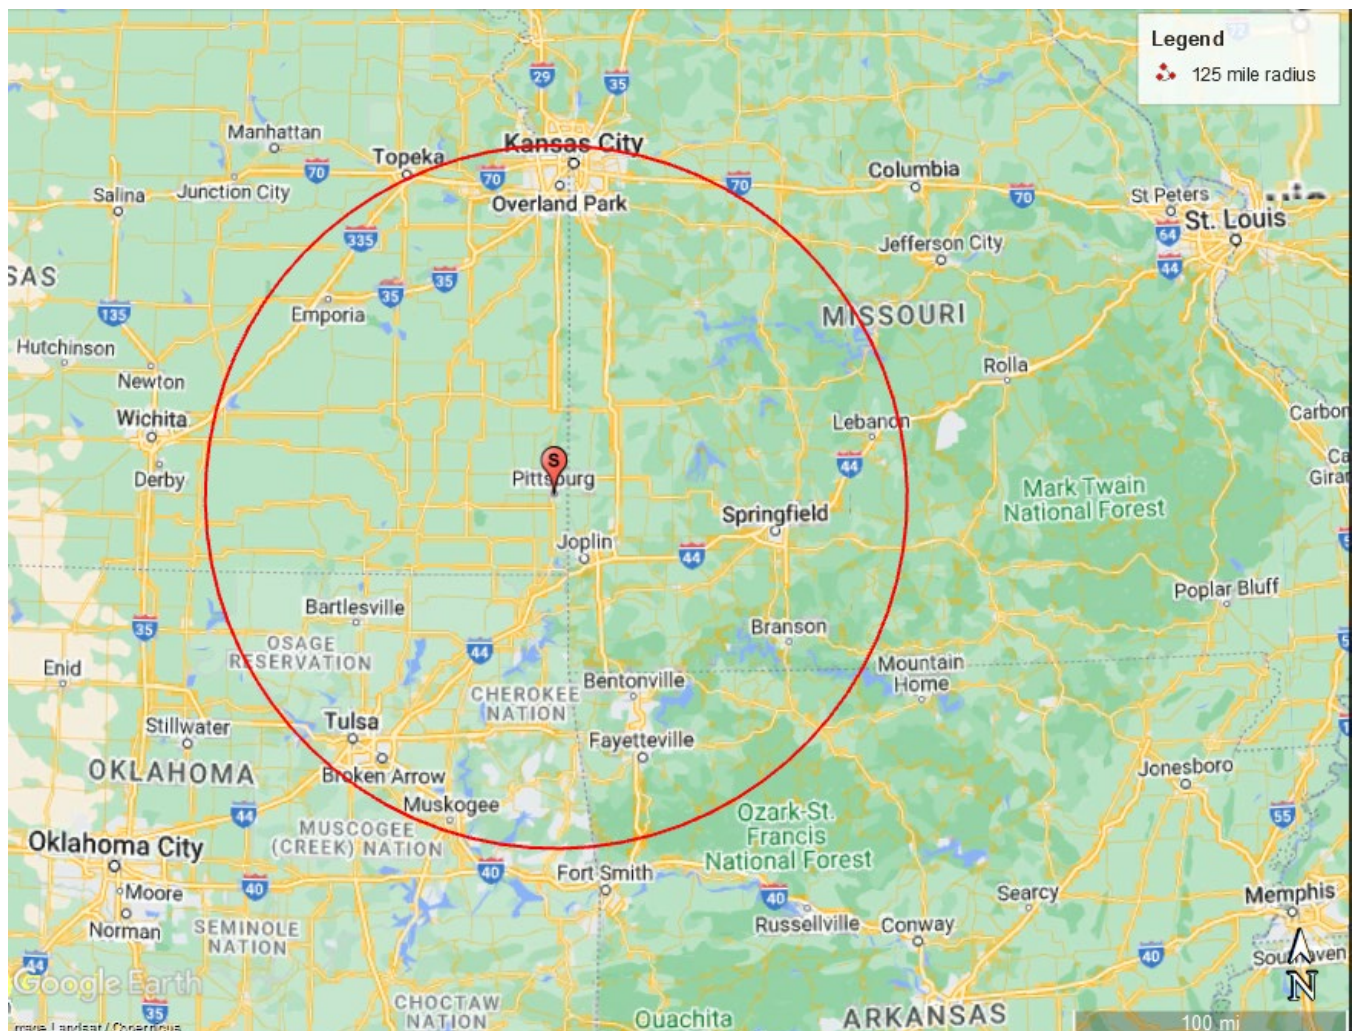 Legend
125 mile radius
29
35
Kansas City
Manhattan
Topeka
70
70
70
Columbia
70
Salina
Junction City
Overland Park
St Peters
St. Louis
64
44
335
Jefferson City
SAS
35
35
135
Emporia
MISSOURI
Hutchinson
Newton
Rolla
Wichita
Lebanon
Carbon
Derby
Pittsburg
S
44
Ca
Girar
Mark Twain
National Forest
Springfield
Joplin
44
Poplar Bluff
Bartlesville
35
Branson
OSAGE
RESERVATION
44
Enid
Mountain
Home
Bentonville
CHEROKEE
NATION
Stillwater
Tulsa
Fayetteville
OKLAHOMA
Broken Arrow
Jonesboro
Muskogee
44
55
Ozark-St.
Francis
National Forest
MUSCOGEE
(CREEK) NATION
Oklahoma City
40
40
Fort Smith
Moore
40
Searcy
Memphis
Norman
SEMINOLE
NATION
Russellville
Conway
44
40
Google Earth
N
35
CHOCTAW
NATION
Ouachita
ARKANSAS
100 mi
Image Landsat / Copernicus